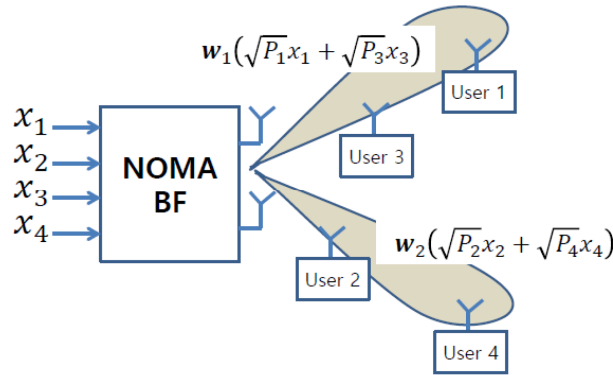 𝒘₁(√P₁x₁ + √P₃x₃)
User 1
x₁
x₂
x₃
x₄
NOMA
BF
User 3
𝒘₂(√P₂x₂ + √P₄x₄)
User 2
User 4